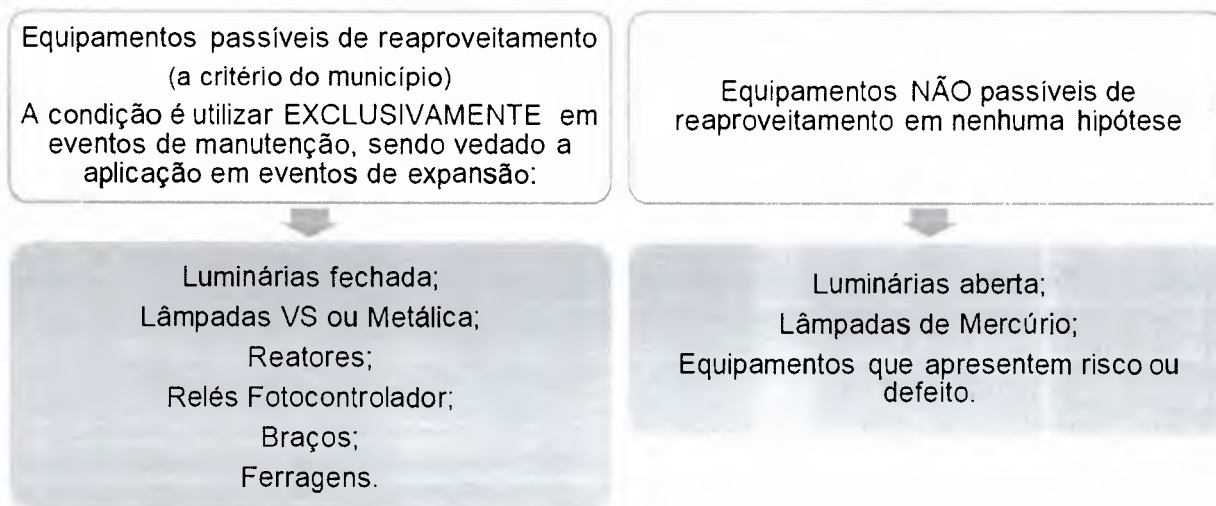 Equipamentos passíveis de reaproveitamento
(a critério do município)
A condição é utilizar EXCLUSIVAMENTE em
eventos de manutenção, sendo vedado a
aplicação em eventos de expansão:
Luminárias fechada;
Lâmpadas VS ou Metálica;
Reatores;
Relés Fotocontrolador;
Braços;
Ferragens.
Equipamentos NÃO passíveis de
reaproveitamento em nenhuma hipótese
Luminárias aberta;
Lâmpadas de Mercúrio;
Equipamentos que apresentem risco ou
defeito.